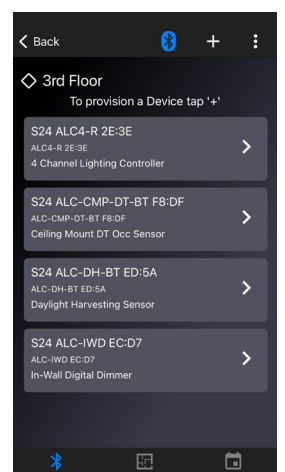 Back
3rd Floor
To provision a Device tap '+'
S24 ALC4-R 2E:3E
ALC4-R 2E:3E
4 Channel Lighting Controller
S24 ALC-CMP-DT-BT F8:DF
ALC-CMP-DT-BT F8:DF
Ceiling Mount DT Occ Sensor
S24 ALC-DH-BT ED:5A
ALC-DH-BT ED:5A
Daylight Harvesting Sensor
S24 ALC-IWD EC:D7
ALC-IWD EC:D7
In-Wall Digital Dimmer